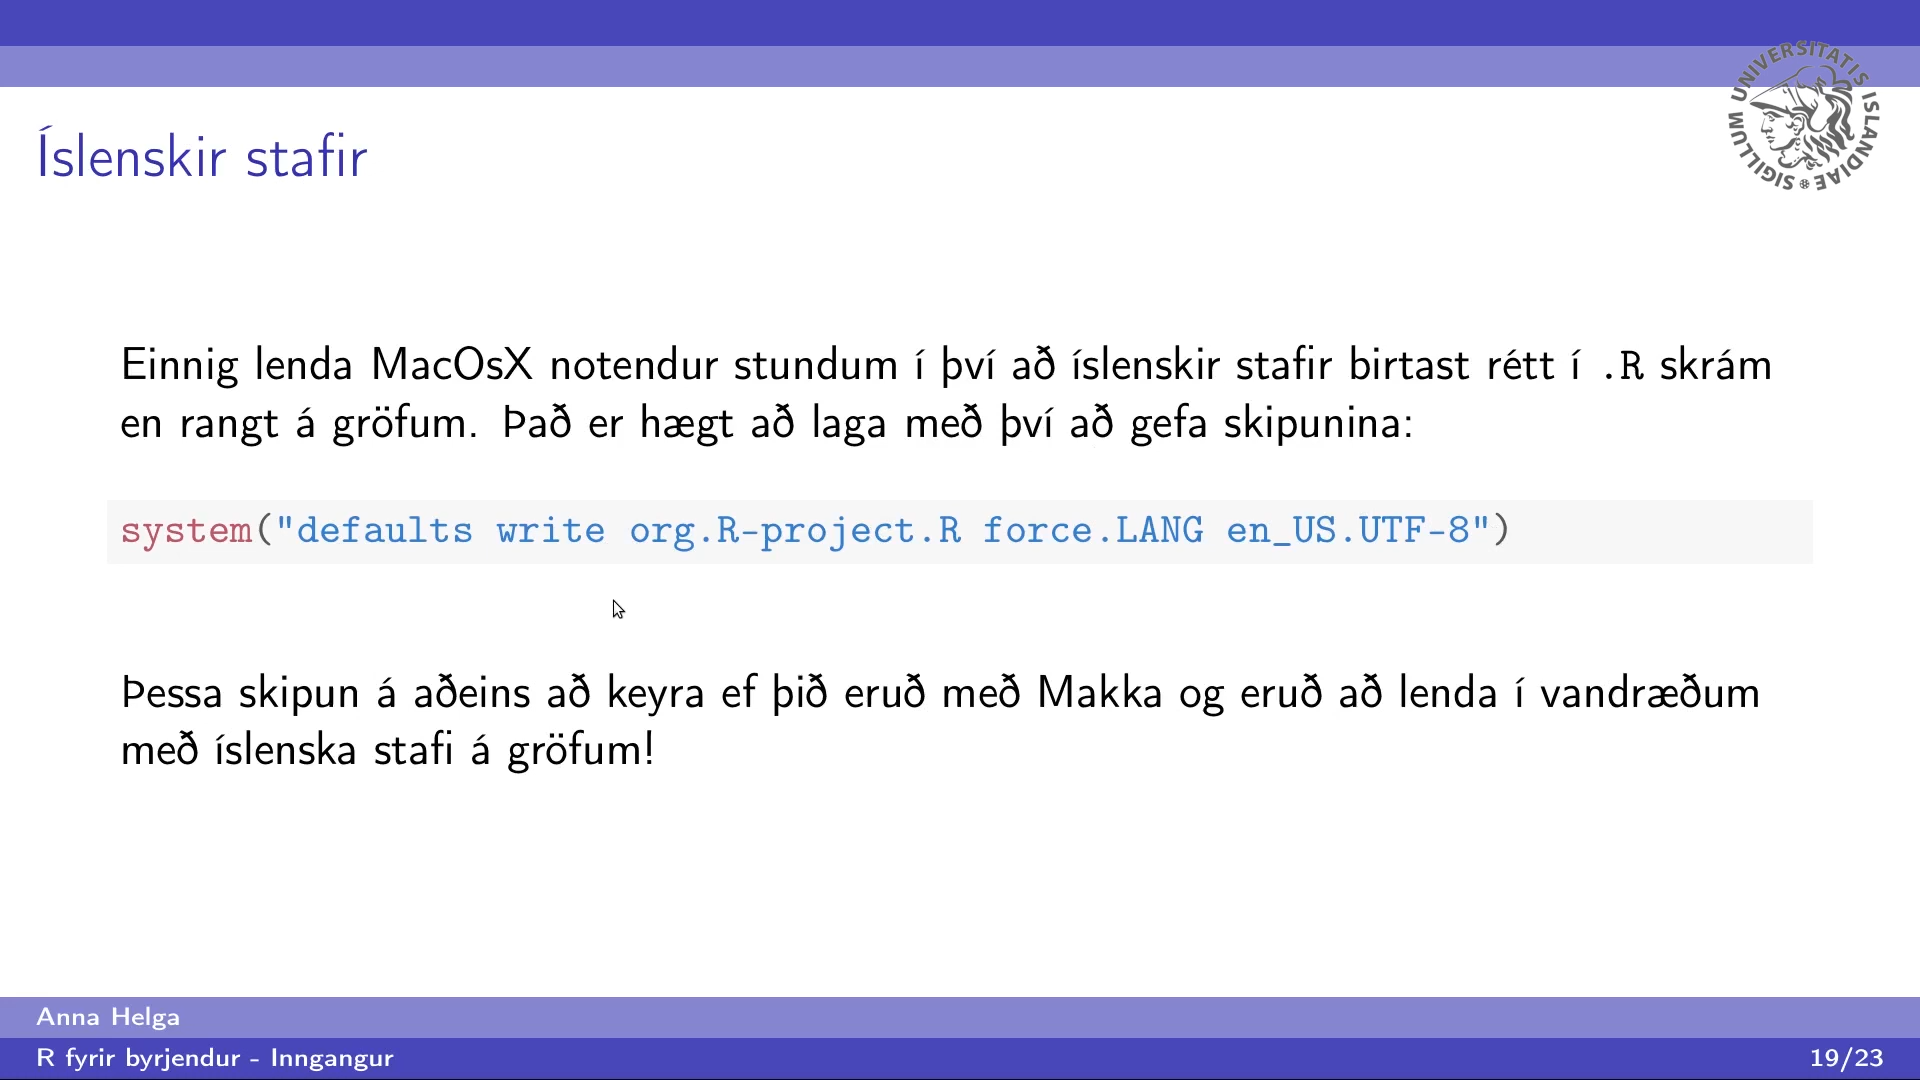 UNIVERSITATIS ISLANDIAE SIGILLUM
Íslenskir stafir
Einnig lenda MacOsX notendur stundum í því að íslenskir stafir birtast rétt í .R skrám
en rangt á gröfum. Það er hægt að laga með því að gefa skipunina:
system("defaults write org.R-project.R force.LANG en_US.UTF-8")
Þessa skipun á aðeins að keyra ef þið eruð með Makka og eruð að lenda í vandræðum
með íslenska stafi á gröfum!
Anna Helga
R fyrir byrjendur - Inngangur
19/23